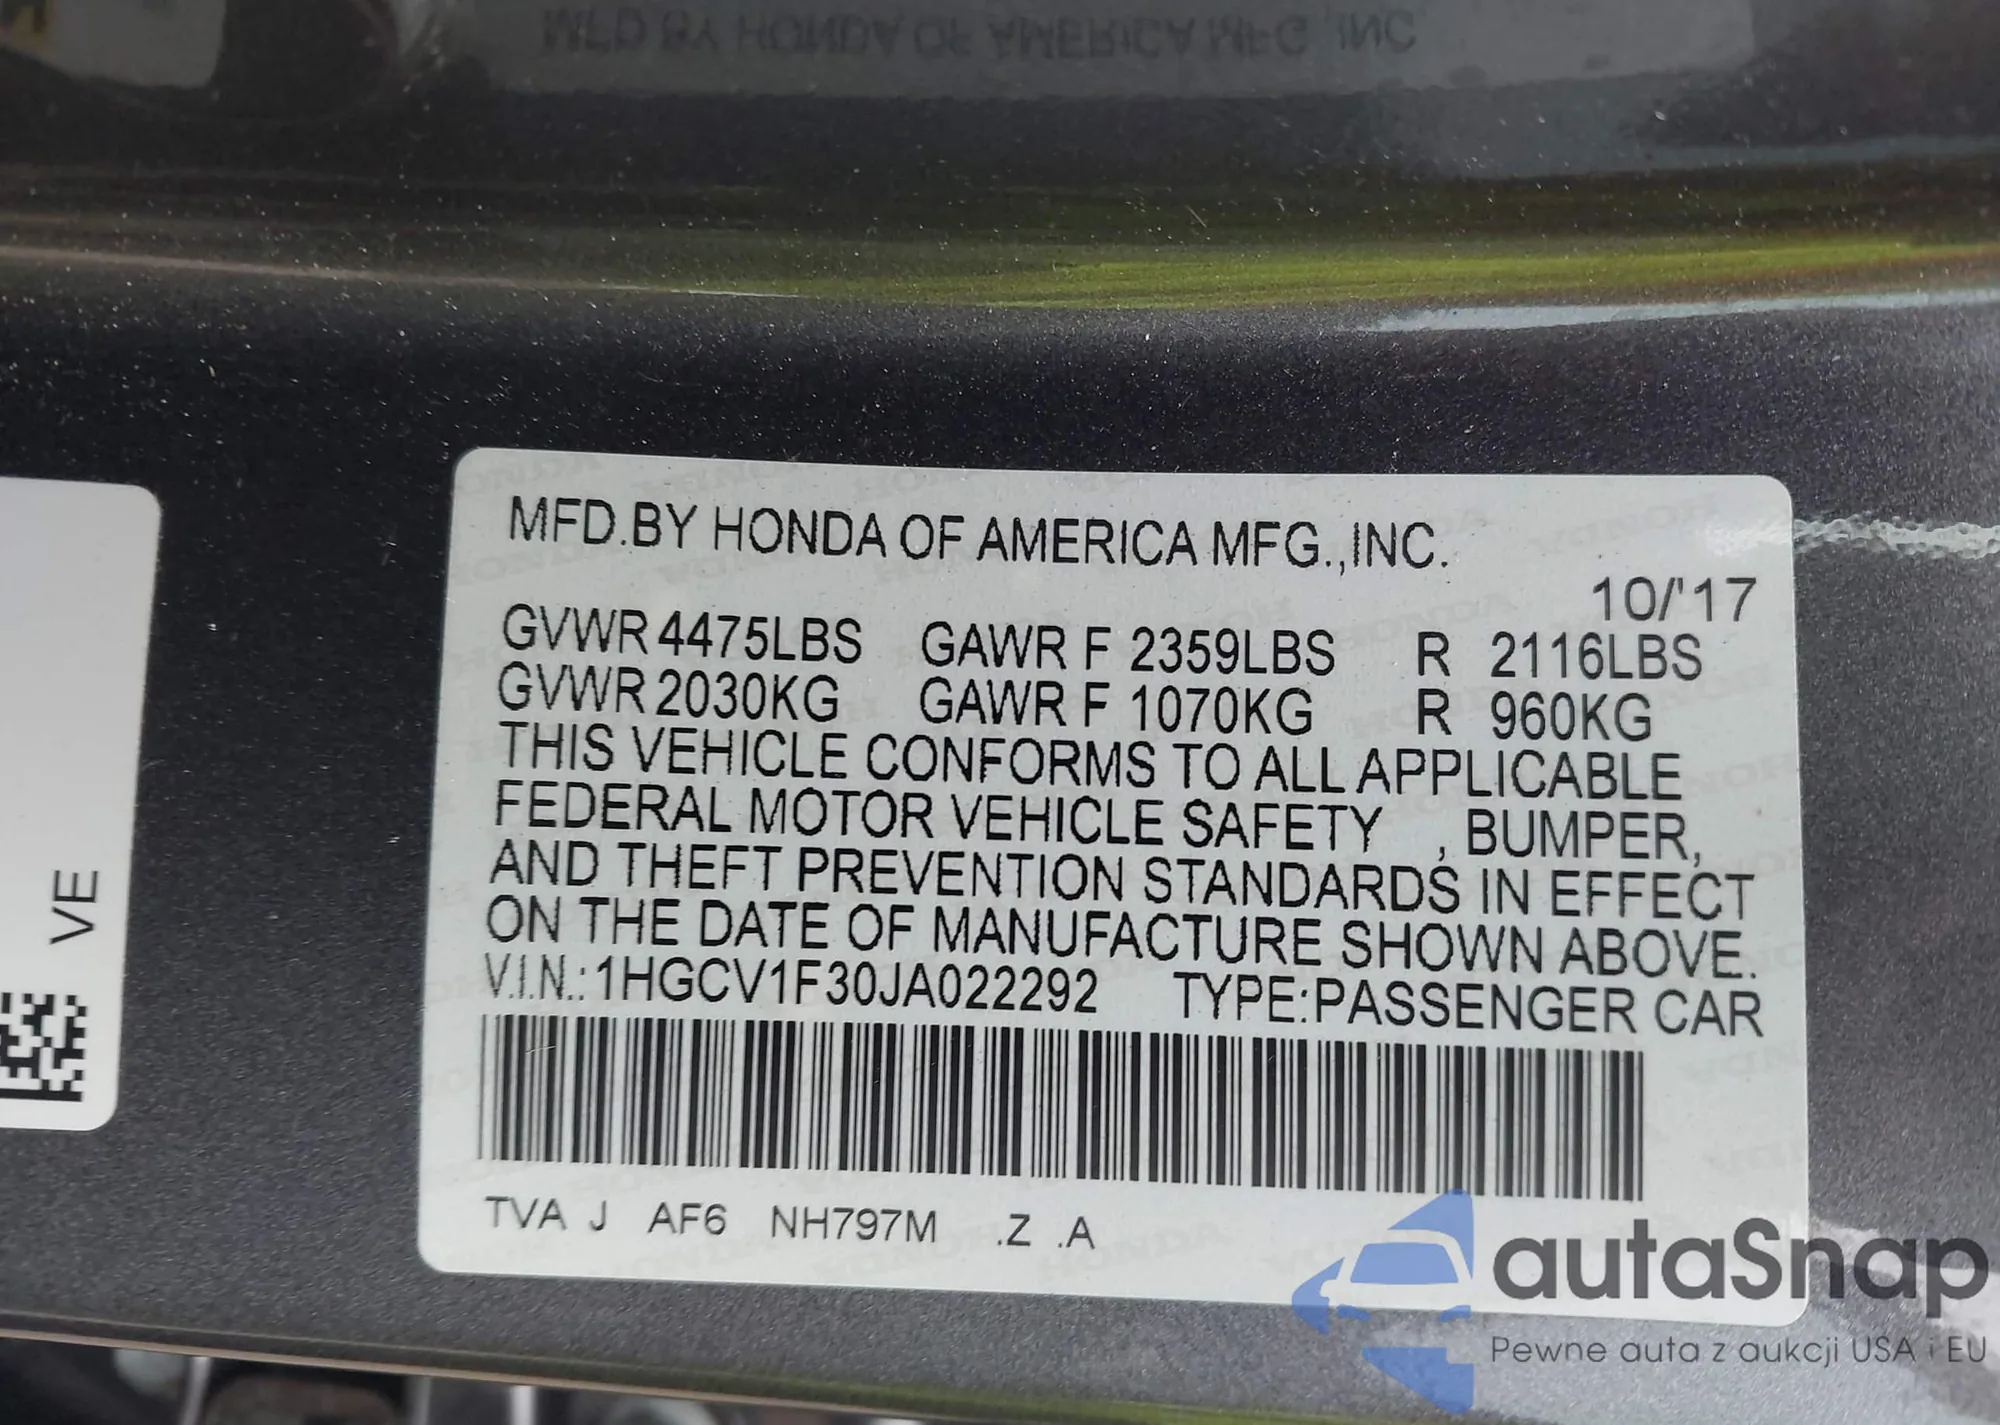 MFD BY HONDA OF AMERICA MFG INC
MFD.BY HONDA OF AMERICA MFG.,INC.
10/'17
GVWR 4475LBS GAWR F 2359LBS R 2116LBS
GVWR 2030KG GAWR F 1070KG R 960KG
THIS VEHICLE CONFORMS TO ALL APPLICABLE
FEDERAL MOTOR VEHICLE SAFETY , BUMPER,
AND THEFT PREVENTION STANDARDS IN EFFECT
ON THE DATE OF MANUFACTURE SHOWN ABOVE.
V.I.N.: 1HGCV1F30JA022292 TYPE:PASSENGER CAR
TVA J AF6 NH797M .Z .A
VE
autaSnap
Pewne auta z aukcji USA i EU